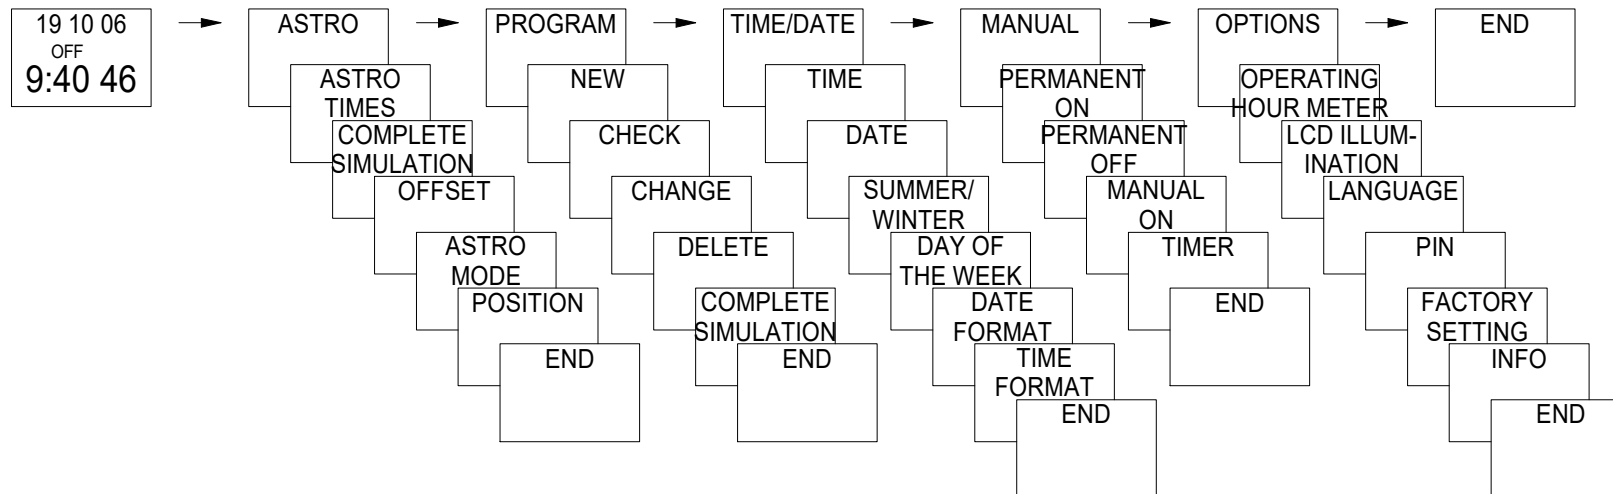 19 10 06
OFF
9:40 46
ASTRO
ASTRO
TIMES
COMPLETE
SIMULATION
OFFSET
ASTRO
MODE
POSITION
END
PROGRAM
NEW
CHECK
CHANGE
DELETE
COMPLETE
SIMULATION
END
TIME/DATE
TIME
DATE
SUMMER/
WINTER
DAY OF
THE WEEK
DATE
FORMAT
TIME
FORMAT
END
MANUAL
PERMANENT
ON
PERMANENT
OFF
MANUAL
ON
TIMER
END
OPTIONS
OPERATING
HOUR METER
LCD ILLUM-
INATION
LANGUAGE
PIN
FACTORY
SETTING
INFO
END
END